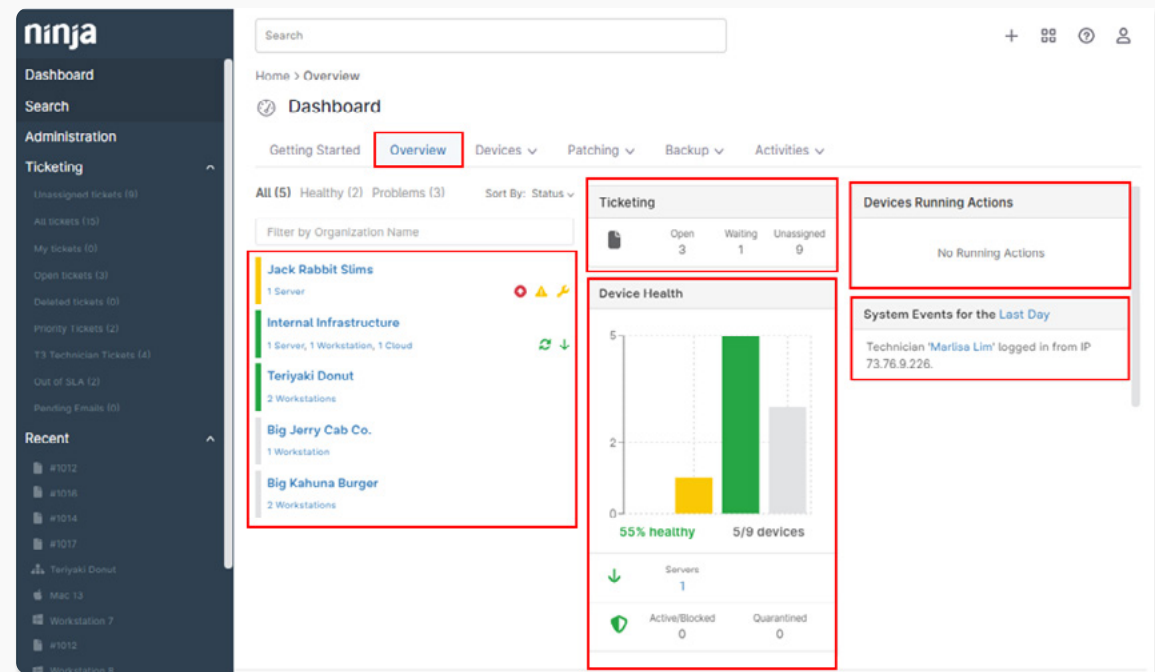 ninja
Dashboard
Search
Administration
Ticketing
Unassigned tickets (9)
All tickets (15)
My tickets (0)
Open tickets (3)
Deleted tickets (0)
Priority Tickets (2)
T3 Technician Tickets (4)
Out of SLA (2)
Pending Emails (0)
Recent
#1012
#1016
#1014
#1017
Teriyaki Donut
Mac 13
Workstation 7
#1012
Workstation 8
Search
Home > Overview
Dashboard
Getting Started Overview Devices Patching Backup Activities
All (5) Healthy (2) Problems (3) Sort By: Status
Filter by Organization Name
Jack Rabbit Slims
1 Server
Internal Infrastructure
1 Server, 1 Workstation, 1 Cloud
Teriyaki Donut
2 Workstations
Big Jerry Cab Co.
1 Workstation
Big Kahuna Burger
2 Workstations
Ticketing
Open Waiting Unassigned
3 1 9
Device Health
5
2
0
55% healthy 5/9 devices
Servers
1
Active/Blocked Quarantined
0 0
Devices Running Actions
No Running Actions
System Events for the Last Day
Technician 'Marlisa Lim' logged in from IP
73.76.9.226.